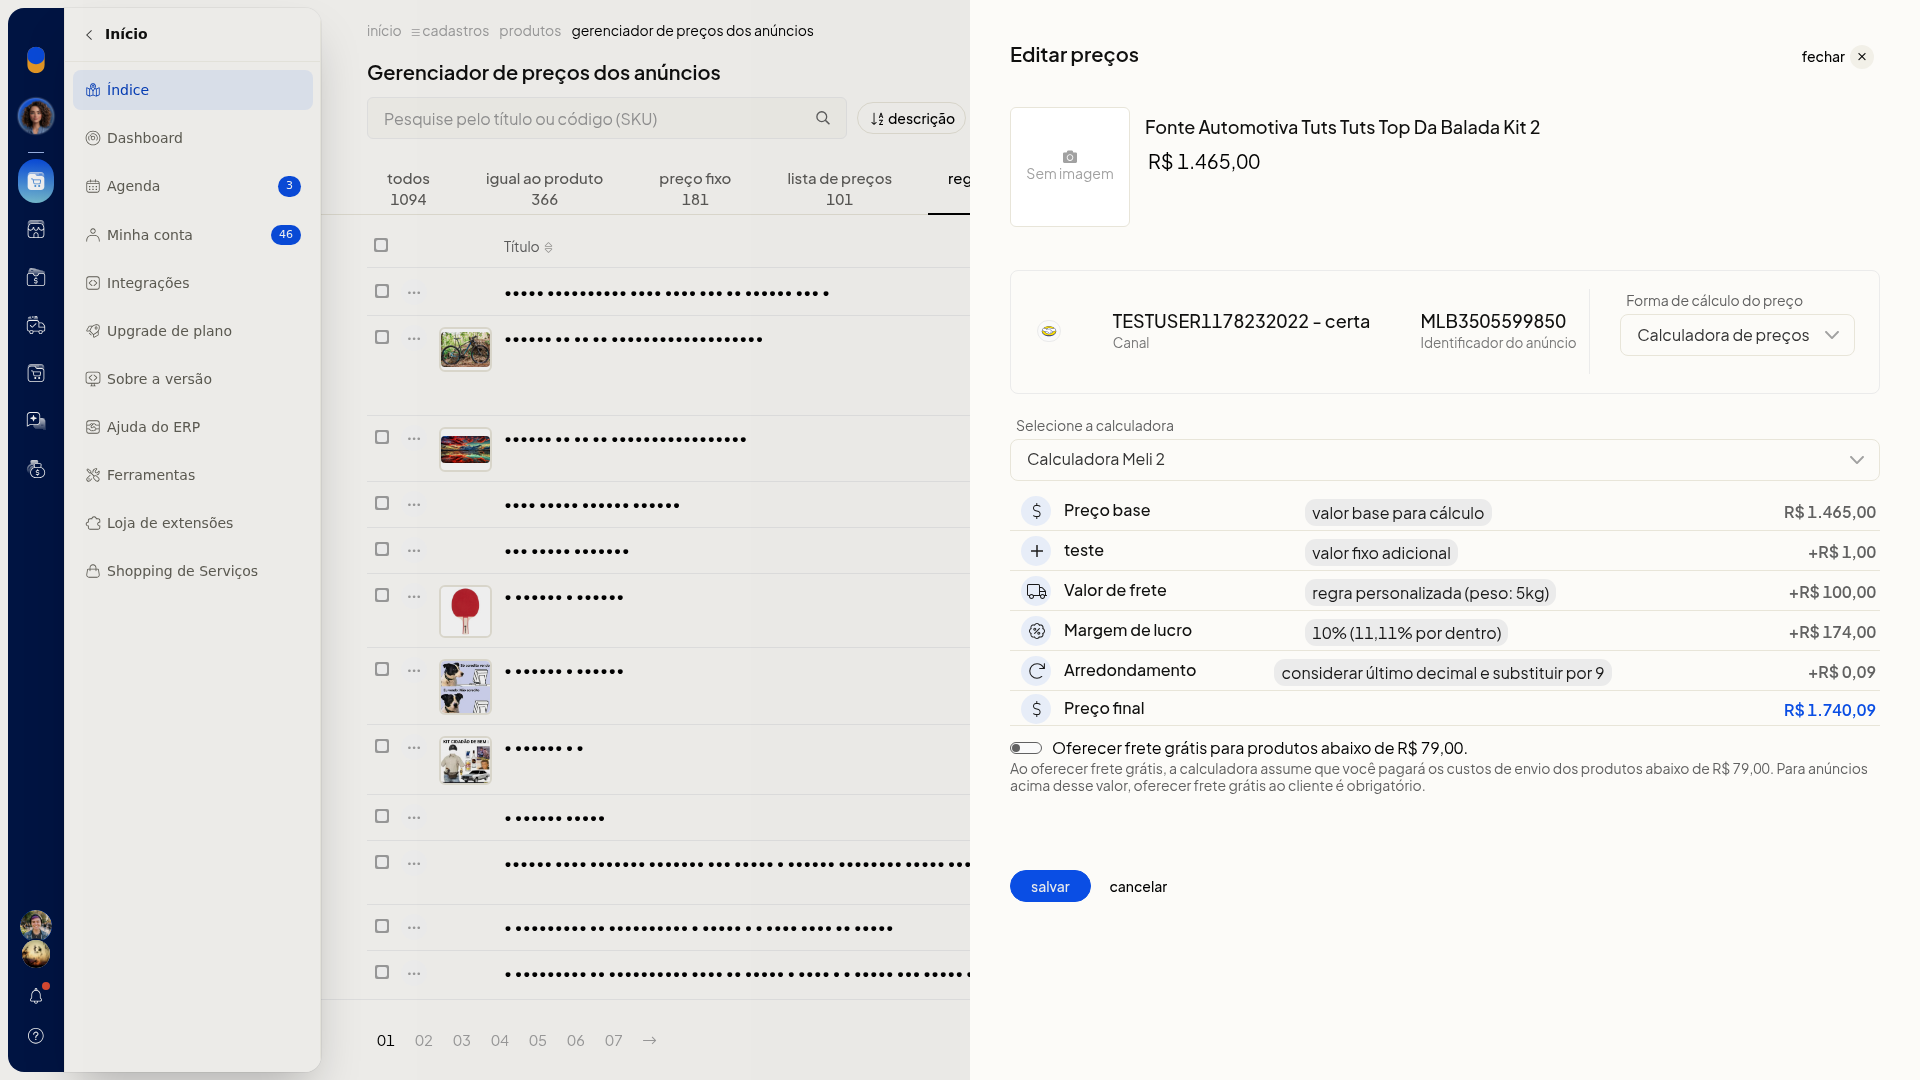 Início
Índice
Dashboard
Agenda
3
Minha conta
46
Integrações
Upgrade de plano
Sobre a versão
Ajuda do ERP
Ferramentas
Loja de extensões
Shopping de Serviços
início cadastros produtos gerenciador de preços dos anúncios
Gerenciador de preços dos anúncios
Pesquise pelo título ou código (SKU)
descrição
todos
1094
igual ao produto
366
preço fixo
181
lista de preços
101
reg
Título
01 02 03 04 05 06 07 →
Editar preços
fechar ×
Sem imagem
Fonte Automotiva Tuts Tuts Top Da Balada Kit 2
R$ 1.465,00
TESTUSER1178232022 - certa
Canal
MLB3505599850
Identificador do anúncio
Forma de cálculo do preço
Calculadora de preços
Selecione a calculadora
Calculadora Meli 2
Preço base valor base para cálculo R$ 1.465,00
teste valor fixo adicional +R$ 1,00
Valor de frete regra personalizada (peso: 5kg) +R$ 100,00
Margem de lucro 10% (11,11% por dentro) +R$ 174,00
Arredondamento considerar último decimal e substituir por 9 +R$ 0,09
Preço final R$ 1.740,09
Oferecer frete grátis para produtos abaixo de R$ 79,00.
Ao oferecer frete grátis, a calculadora assume que você pagará os custos de envio dos produtos abaixo de R$ 79,00. Para anúncios
acima desse valor, oferecer frete grátis ao cliente é obrigatório.
salvar
cancelar